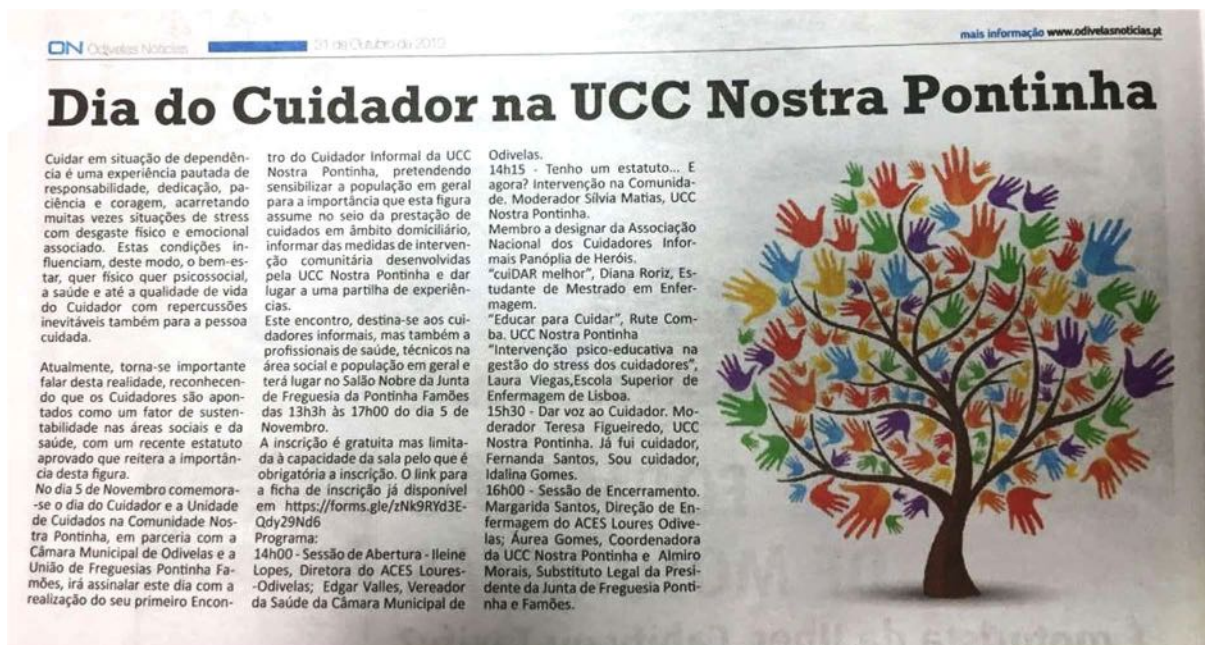 ON Odivelas Notícias
31 de Outubro de 2019
mais informação www.odivelasnoticias.pt
Dia do Cuidador na UCC Nostra Pontinha
Cuidar em situação de dependên-
cia é uma experiência pautada de
responsabilidade, dedicação, pa-
ciência e coragem, acarretando
muitas vezes situações de stress
com desgaste físico e emocional
associado. Estas condições in-
fluenciam, deste modo, o bem-es-
tar, quer físico quer psicossocial,
a saúde e até a qualidade de vida
do Cuidador com repercussões
inevitáveis também para a pessoa
cuidada.
Atualmente, torna-se importante
falar desta realidade, reconhecen-
do que os Cuidadores são apon-
tados como um fator de susten-
tabilidade nas áreas sociais e da
saúde, com um recente estatuto
aprovado que reitera a importân-
cia desta figura.
No dia 5 de Novembro comemora-
-se o dia do Cuidador e a Unidade
de Cuidados na Comunidade Nos-
tra Pontinha, em parceria com a
Câmara Municipal de Odivelas e a
União de Freguesias Pontinha Fa-
mões, irá assinalar este dia com a
realização do seu primeiro Encon-
tro do Cuidador Informal da UCC
Nostra Pontinha, pretendendo
sensibilizar a população em geral
para a importância que esta figura
assume no seio da prestação de
cuidados em âmbito domiciliário,
informar das medidas de interven-
ção comunitária desenvolvidas
pela UCC Nostra Pontinha e dar
lugar a uma partilha de experiên-
cias.
Este encontro, destina-se aos cui-
dadores informais, mas também a
profissionais de saúde, técnicos na
área social e população em geral e
terá lugar no Salão Nobre da Junta
de Freguesia da Pontinha Famões
das 13h3h às 17h00 do dia 5 de
Novembro.
A inscrição é gratuita mas limita-
da à capacidade da sala pelo que é
obrigatória a inscrição. O link para
a ficha de inscrição já disponível
em https://forms.gle/zNk9RYd3E-
Qdy29Nd6
Programa:
14h00 - Sessão de Abertura - Ileine
Lopes, Diretora do ACES Loures-
-Odivelas; Edgar Valles, Vereador
da Saúde da Câmara Municipal de
Odivelas.
14h15 - Tenho um estatuto... E
agora? Intervenção na Comunida-
de. Moderador Sílvia Matias, UCC
Nostra Pontinha.
Membro a designar da Associação
Nacional dos Cuidadores Infor-
mais Panóplia de Heróis.
"cuiDAR melhor", Diana Roriz, Es-
tudante de Mestrado em Enfer-
magem.
"Educar para Cuidar", Rute Com-
ba. UCC Nostra Pontinha
"Intervenção psico-educativa na
gestão do stress dos cuidadores",
Laura Viegas,Escola Superior de
Enfermagem de Lisboa.
15h30 - Dar voz ao Cuidador. Mo-
derador Teresa Figueiredo, UCC
Nostra Pontinha. Já fui cuidador,
Fernanda Santos, Sou cuidador,
Idalina Gomes.
16h00 - Sessão de Encerramento.
Margarida Santos, Direção de En-
fermagem do ACES Loures Odive-
las; Áurea Gomes, Coordenadora
da UCC Nostra Pontinha e Almiro
Morais, Substituto Legal da Presi-
dente da Junta de Freguesia Ponti-
nha e Famões.